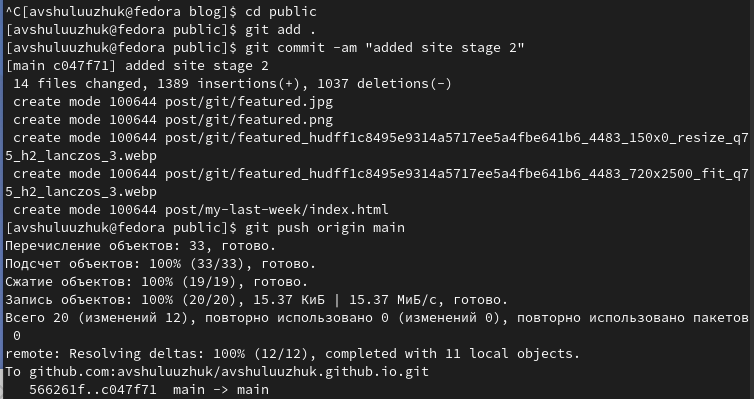 ^C[avshuluuzhuk@fedora blog]$ cd public
[avshuluuzhuk@fedora public]$ git add .
[avshuluuzhuk@fedora public]$ git commit -am "added site stage 2"
[main c047f71] added site stage 2
 14 files changed, 1389 insertions(+), 1037 deletions(-)
 create mode 100644 post/git/featured.jpg
 create mode 100644 post/git/featured.png
 create mode 100644 post/git/featured_hudff1c8495e9314a5717ee5a4fbe641b6_4483_150x0_resize_q7
5_h2_lanczos_3.webp
 create mode 100644 post/git/featured_hudff1c8495e9314a5717ee5a4fbe641b6_4483_720x2500_fit_q7
5_h2_lanczos_3.webp
 create mode 100644 post/my-last-week/index.html
[avshuluuzhuk@fedora public]$ git push origin main
Перечисление объектов: 33, готово.
Подсчет объектов: 100% (33/33), готово.
Сжатие объектов: 100% (19/19), готово.
Запись объектов: 100% (20/20), 15.37 КиБ | 15.37 МиБ/с, готово.
Всего 20 (изменений 12), повторно использовано 0 (изменений 0), повторно использовано пакетов
 0
remote: Resolving deltas: 100% (12/12), completed with 11 local objects.
To github.com:avshuluuzhuk/avshuluuzhuk.github.io.git
   566261f..c047f71  main -> main